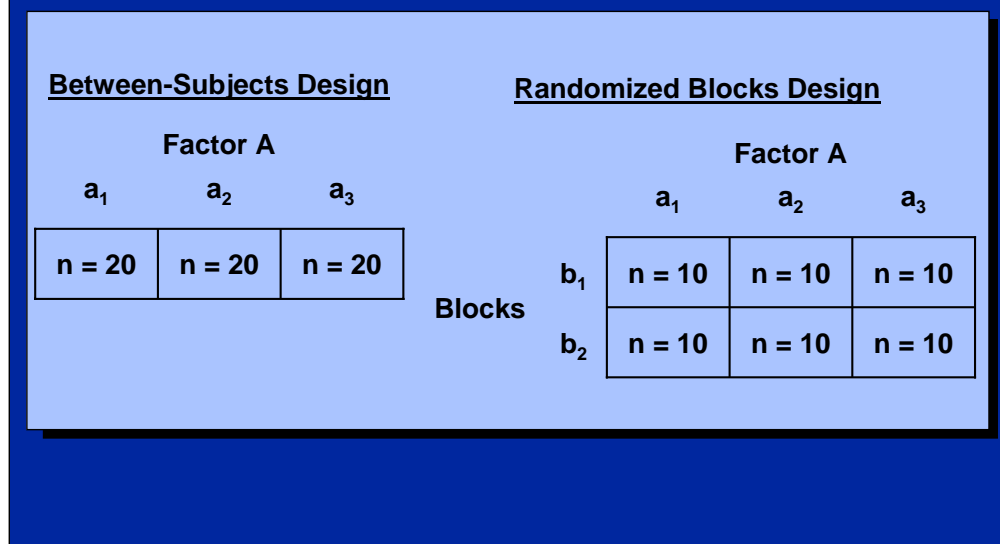 Between-Subjects Design
Factor A
a₁ a₂ a₃
n = 20 n = 20 n = 20
Randomized Blocks Design
Factor A
a₁ a₂ a₃
Blocks
b₁ n = 10 n = 10 n = 10
b₂ n = 10 n = 10 n = 10